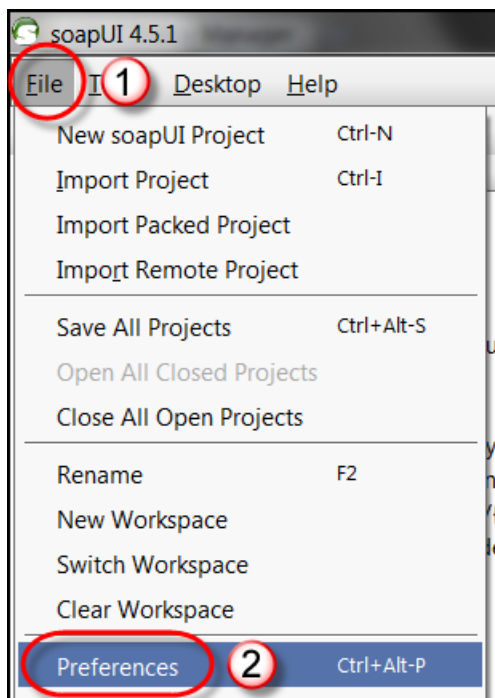 soapUI 4.5.1
File 1 Desktop Help
New soapUI Project Ctrl-N
Import Project Ctrl-I
Import Packed Project
Import Remote Project
Save All Projects Ctrl+Alt-S
Open All Closed Projects
Close All Open Projects
Rename F2
New Workspace
Switch Workspace
Clear Workspace
Preferences 2 Ctrl+Alt-P